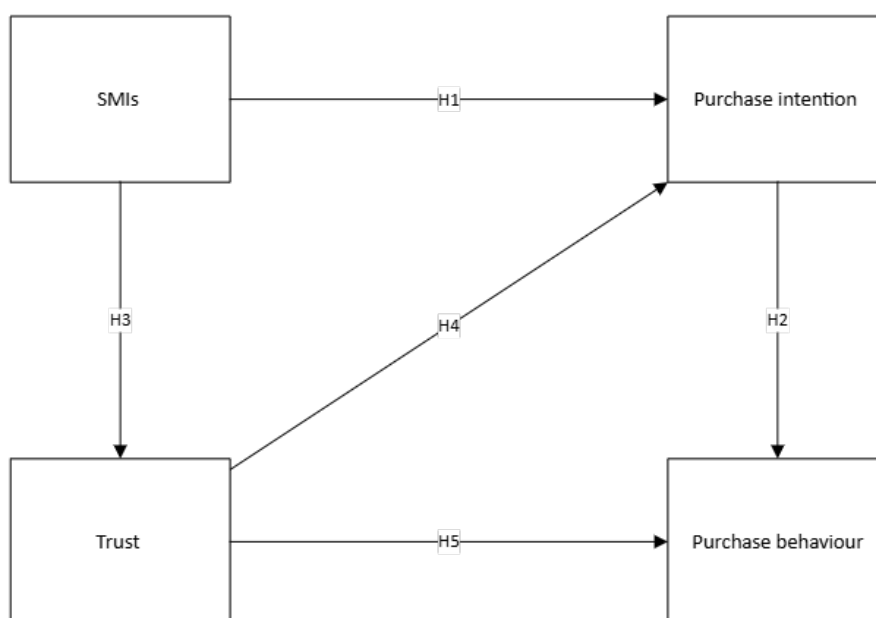 SMIs
H1
Purchase intention
H3
H4
H2
Trust
H5
Purchase behaviour